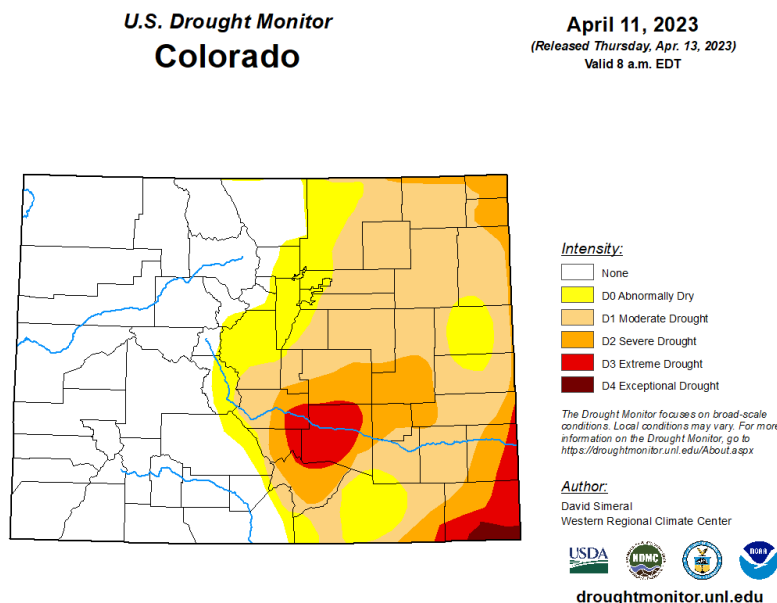 U.S. Drought Monitor
Colorado
April 11, 2023
(Released Thursday, Apr. 13, 2023)
Valid 8 a.m. EDT
Intensity:
None
D0 Abnormally Dry
D1 Moderate Drought
D2 Severe Drought
D3 Extreme Drought
D4 Exceptional Drought
The Drought Monitor focuses on broad-scale
conditions. Local conditions may vary. For more
information on the Drought Monitor, go to
https://droughtmonitor.unl.edu/About.aspx
Author:
David Simeral
Western Regional Climate Center
USDA
NDMC
NOAA
droughtmonitor.unl.edu